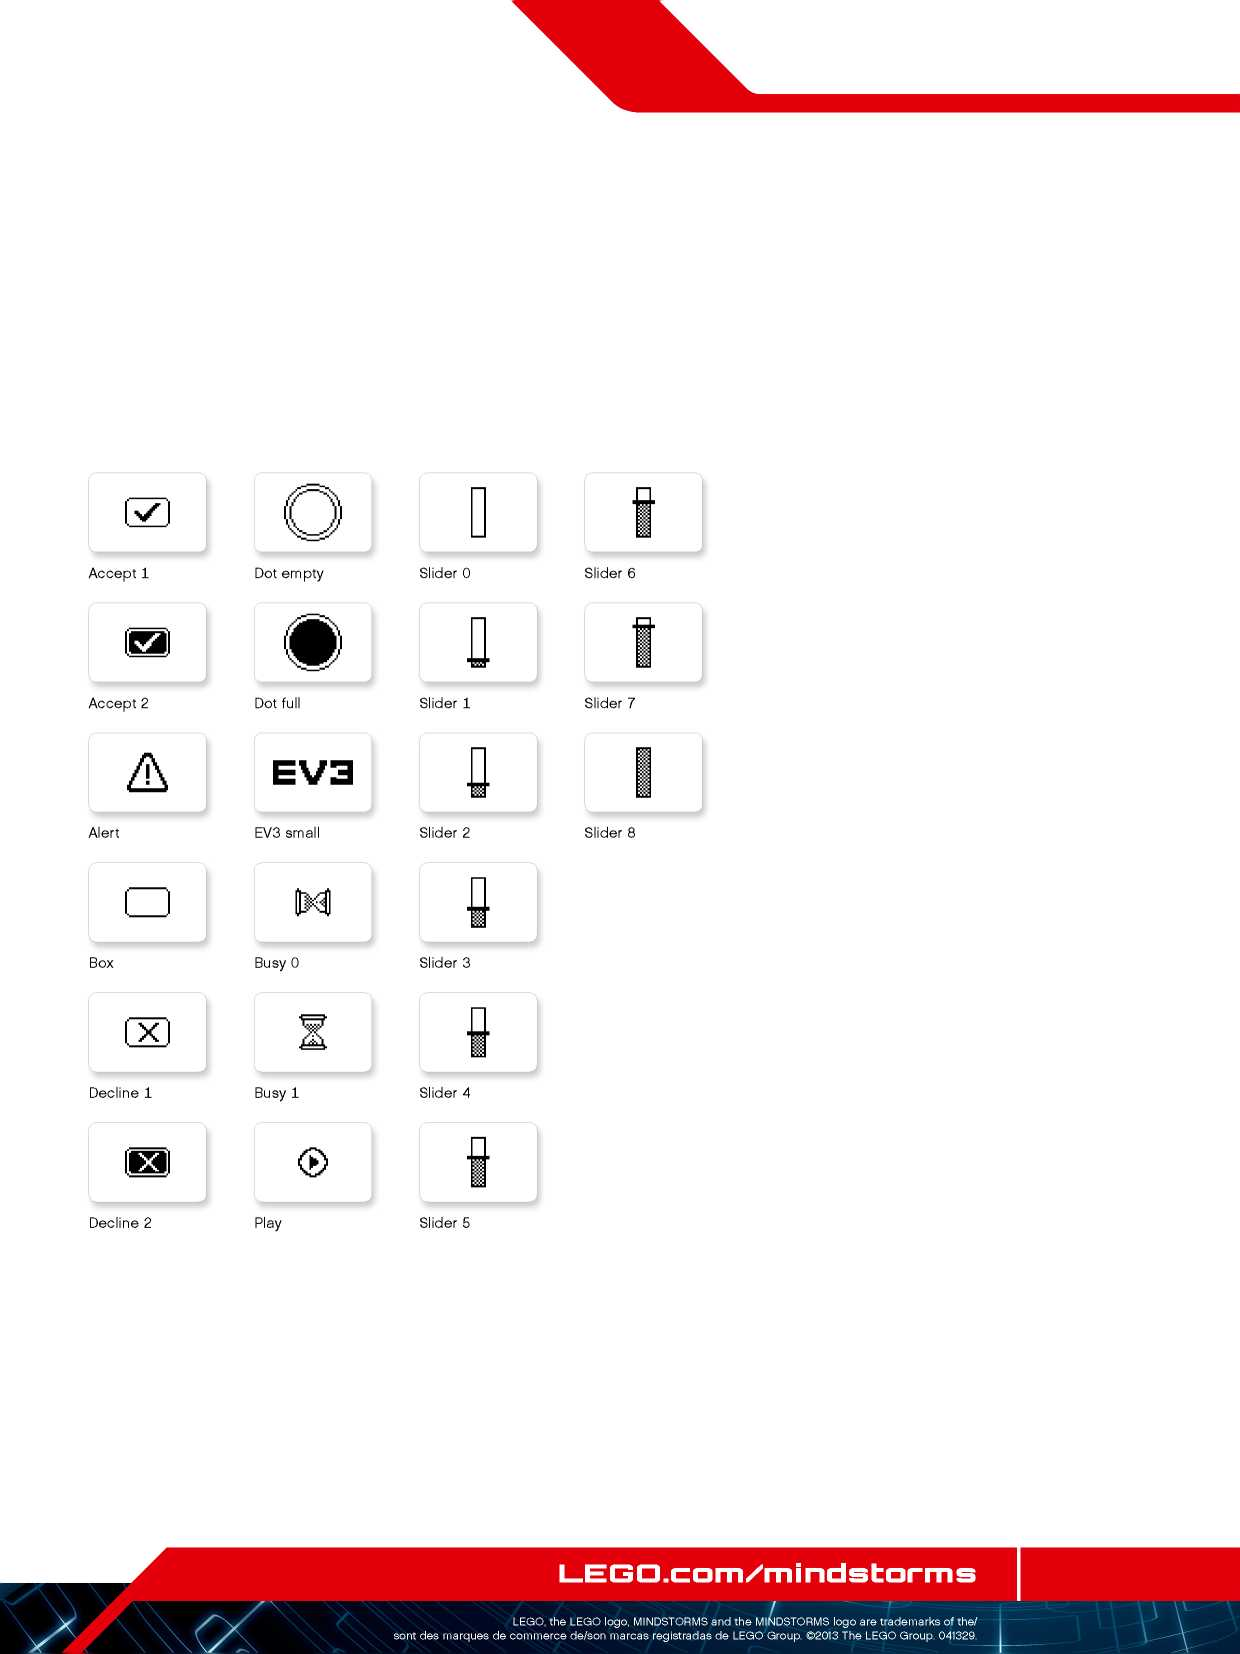 Accept 1 Dot empty Slider 0 Slider 6
Accept 2 Dot full Slider 1 Slider 7
EV3
Alert EV3 small Slider 2 Slider 8
Box Busy 0 Slider 3
Decline 1 Busy 1 Slider 4
Decline 2 Play Slider 5
LEGO.com/mindstorms
LEGO, the LEGO logo, MINDSTORMS and the MINDSTORMS logo are trademarks of the/
sont des marques de commerce de/son marcas registradas de LEGO Group. ©2013 The LEGO Group. 041329.